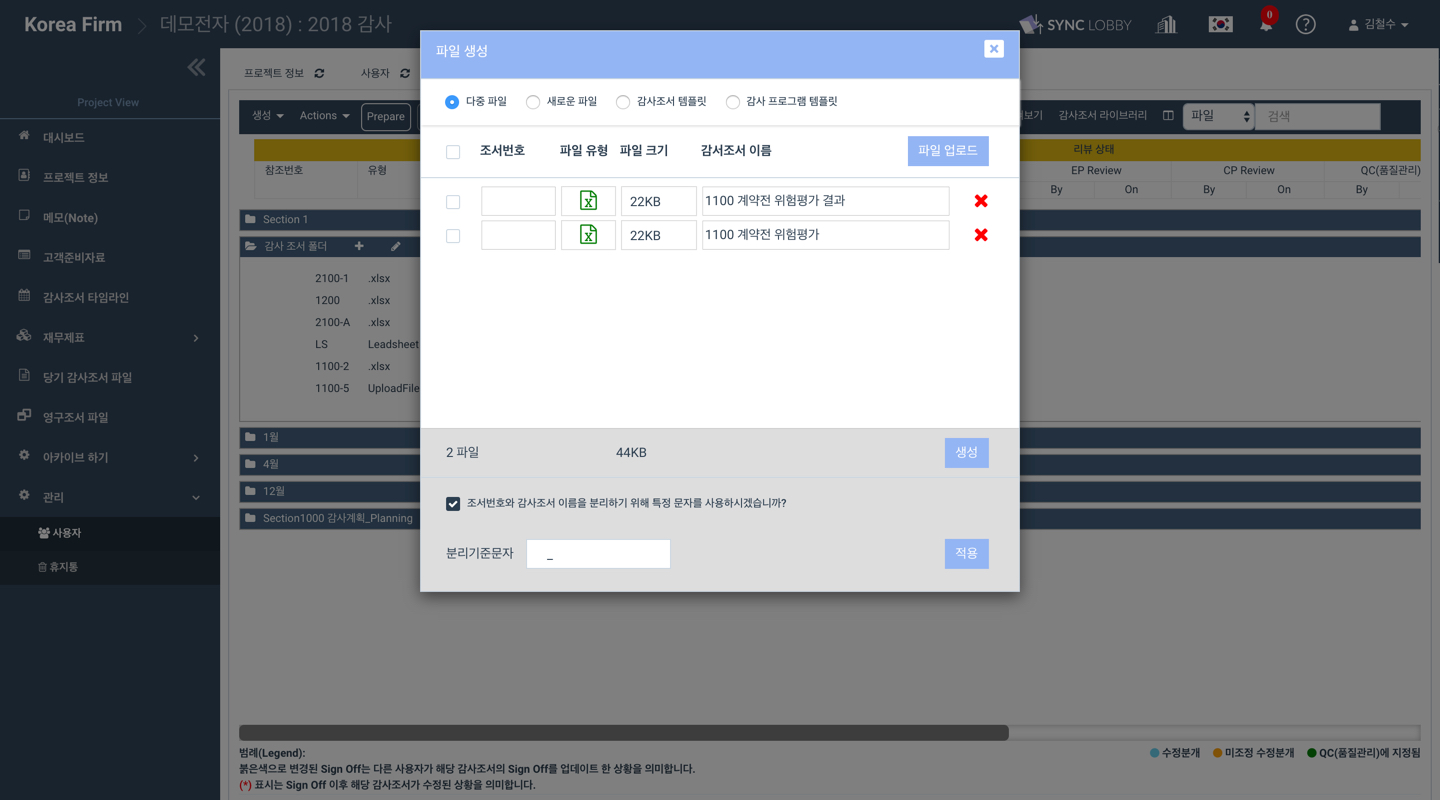 Korea Firm
데모전자 (2018) : 2018 감사
SYNC LOBBY
0
?
김철수
파일 생성
프로젝트 정보
사용자
Project View
다중 파일
새로운 파일
감사조서 템플릿
감사 프로그램 템플릿
생성
Actions
Prepare
감사조서 라이브러리
파일
검색
대시보드
프로젝트 정보
메모(Note)
고객준비자료
감사조서 타임라인
재무제표
당기 감사조서 파일
영구조서 파일
아카이브 하기
관리
사용자
휴지통
조서번호
파일 유형
파일 크기
감사조서 이름
파일 업로드
22KB
1100 계약전 위험평가 결과
22KB
1100 계약전 위험평가
2 파일
44KB
생성
조서번호와 감사조서 이름을 분리하기 위해 특정 문자를 사용하시겠습니까?
분리기준문자
_
적용
리뷰 상태
참조번호
유형
EP Review
CP Review
QC(품질관리)
By
On
By
On
By
Section 1
감사 조서 폴더
2100-1 .xlsx
1200 .xlsx
2100-A .xlsx
LS Leadsheet
1100-2 .xlsx
1100-5 UploadFile
1월
4월
12월
Section1000 감사계획_Planning
범례(Legend):
수정분개
미조정 수정분개
QC(품질관리)에 지정됨
붉은색으로 변경된 Sign Off는 다른 사용자가 해당 감사조서의 Sign Off를 업데이트 한 상황을 의미합니다.
(*) 표시는 Sign Off 이후 해당 감사조서가 수정된 상황을 의미합니다.